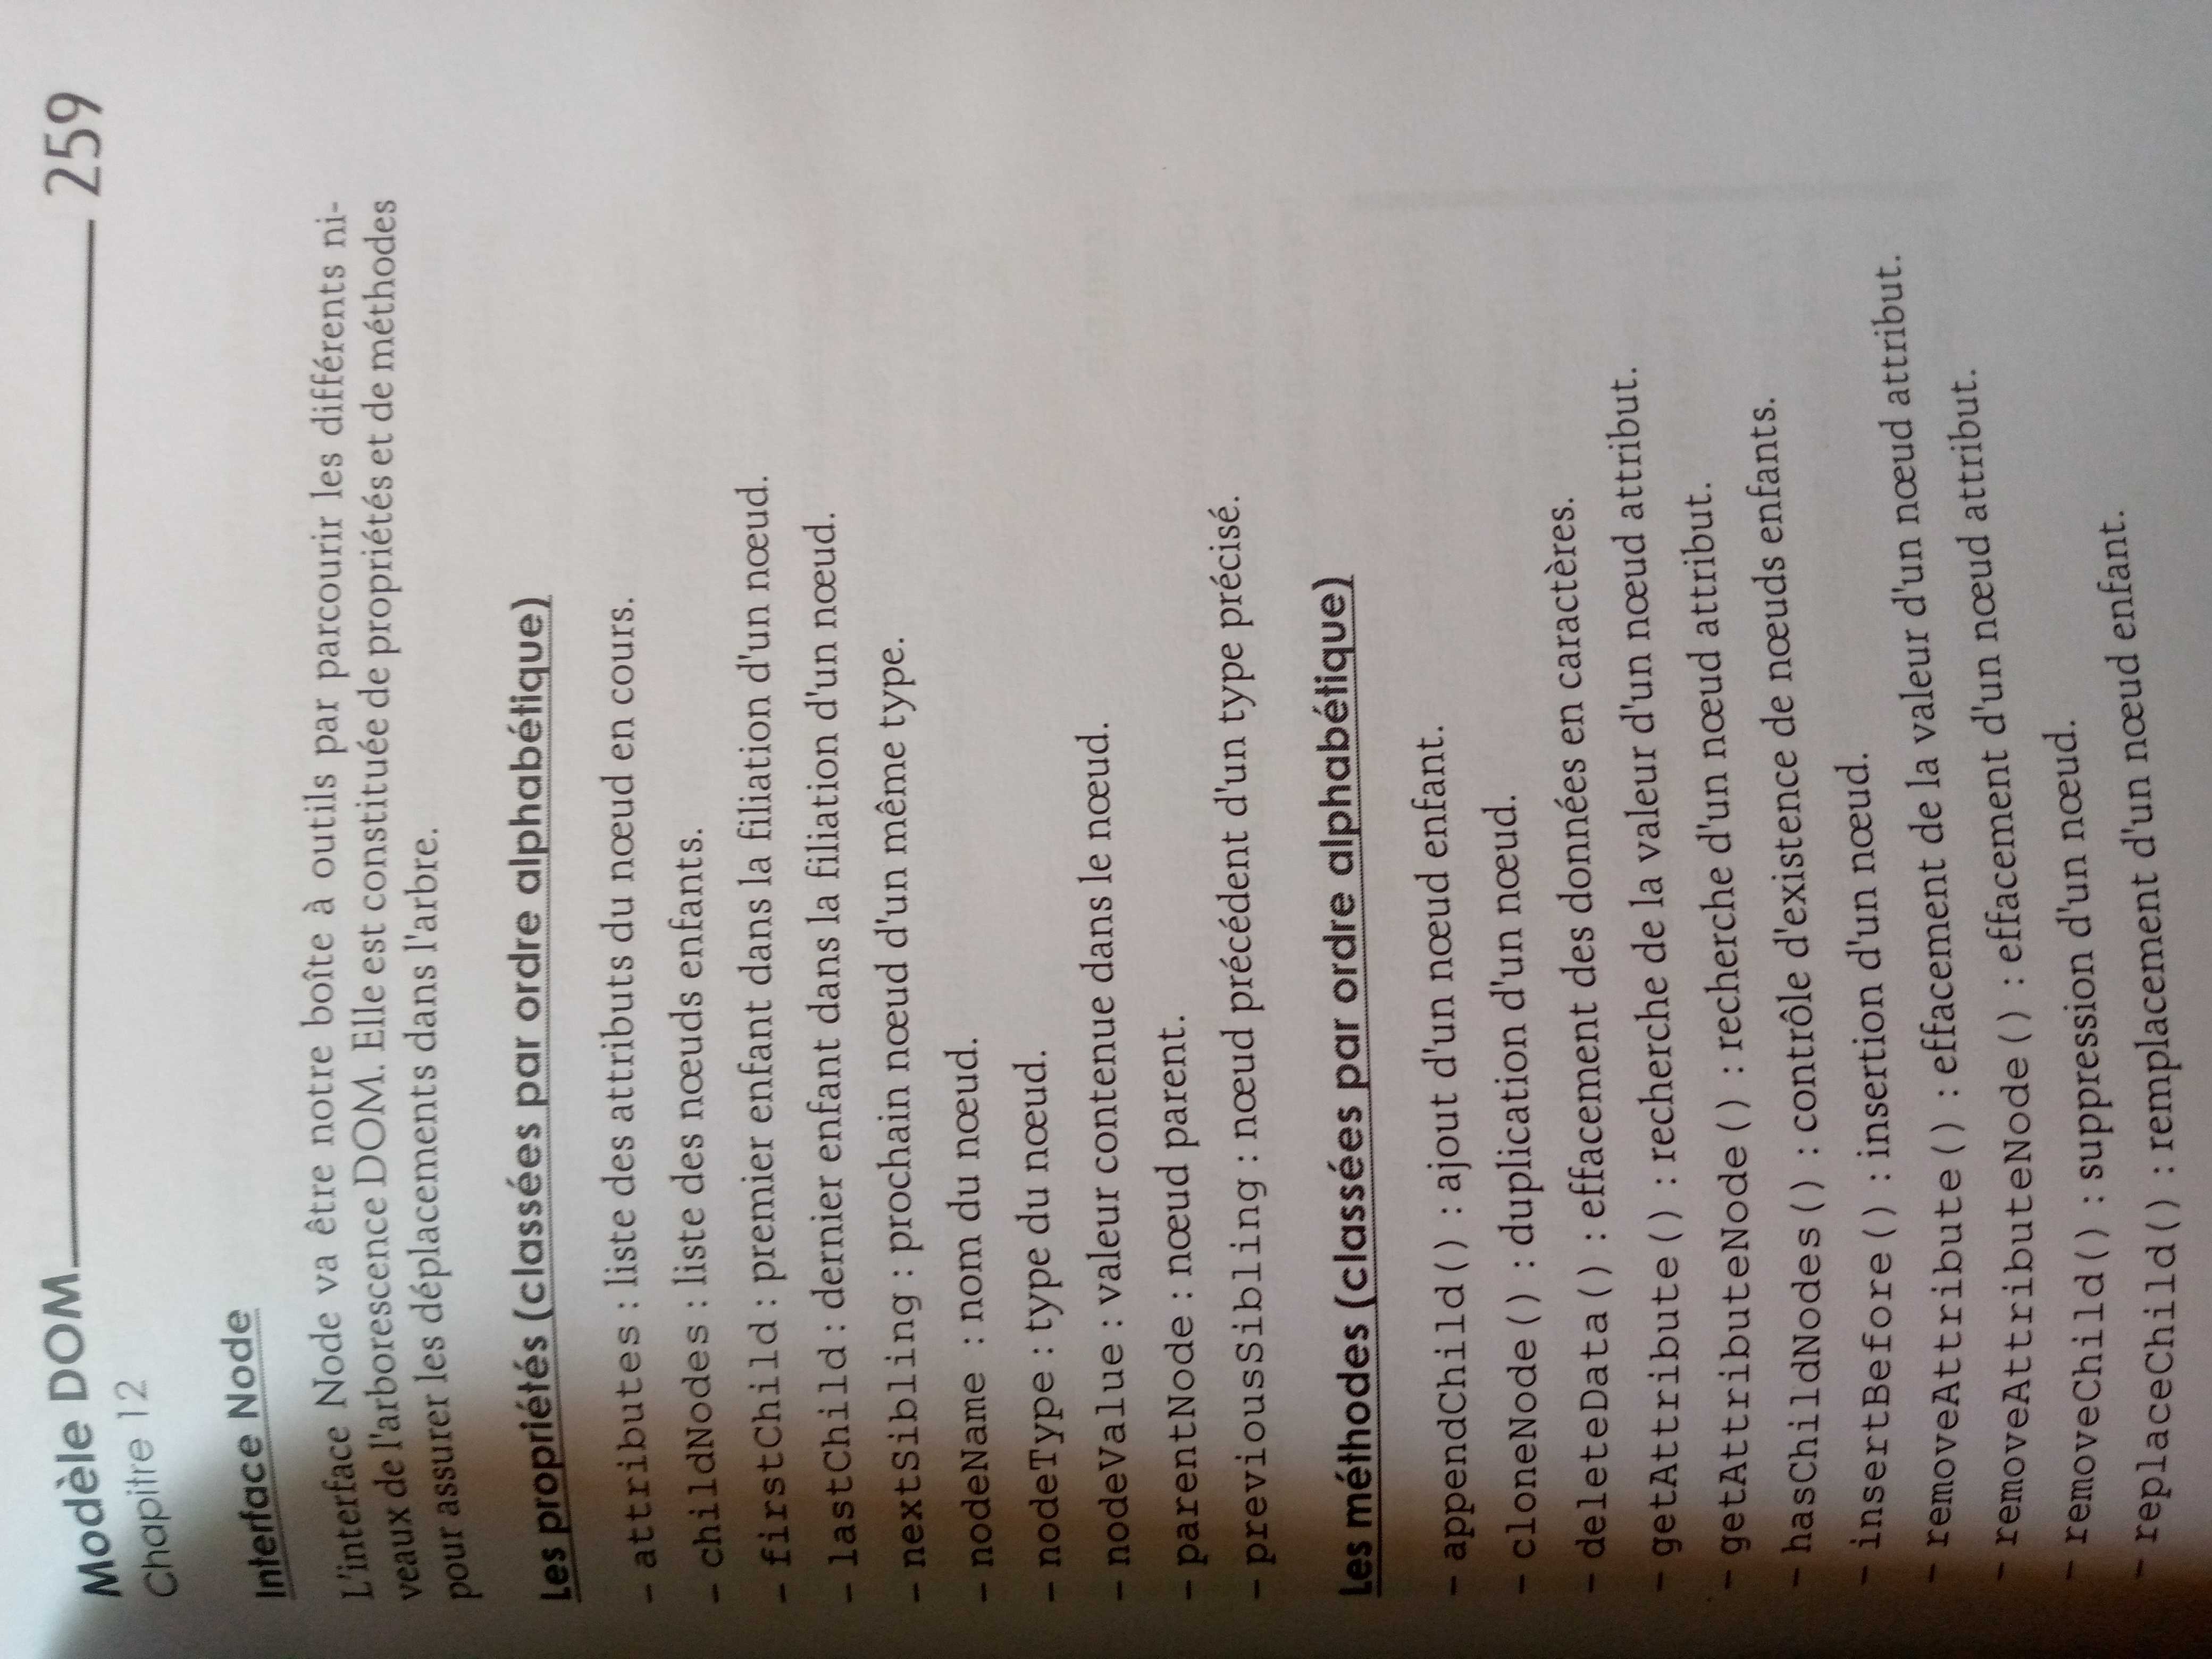 Modèle DOM 259
Chapitre 12
Interface Node
L'interface Node va être notre boîte à outils par parcourir les différents ni-
veaux de l'arborescence DOM. Elle est constituée de propriétés et de méthodes
pour assurer les déplacements dans l'arbre.
Les propriétés (classées par ordre alphabétique)
– attributes : liste des attributs du nœud en cours.
– childNodes : liste des nœuds enfants.
– firstChild : premier enfant dans la filiation d'un nœud.
– lastChild : dernier enfant dans la filiation d'un nœud.
– nextSibling : prochain nœud d'un même type.
– nodeName : nom du nœud.
– nodeType : type du nœud.
– nodeValue : valeur contenue dans le nœud.
– parentNode : nœud parent.
– previousSibling : nœud précédent d'un type précisé.
Les méthodes (classées par ordre alphabétique)
– appendChild() : ajout d'un nœud enfant.
– cloneNode() : duplication d'un nœud.
– deleteData() : effacement des données en caractères.
– getAttribute() : recherche de la valeur d'un nœud attribut.
– getAttributeNode() : recherche d'un nœud attribut.
– hasChildNodes() : contrôle d'existence de nœuds enfants.
– insertBefore() : insertion d'un nœud.
– removeAttribute() : effacement de la valeur d'un nœud attribut.
– removeAttributeNode() : effacement d'un nœud attribut.
– removeChild() : suppression d'un nœud.
– replaceChild() : remplacement d'un nœud enfant.